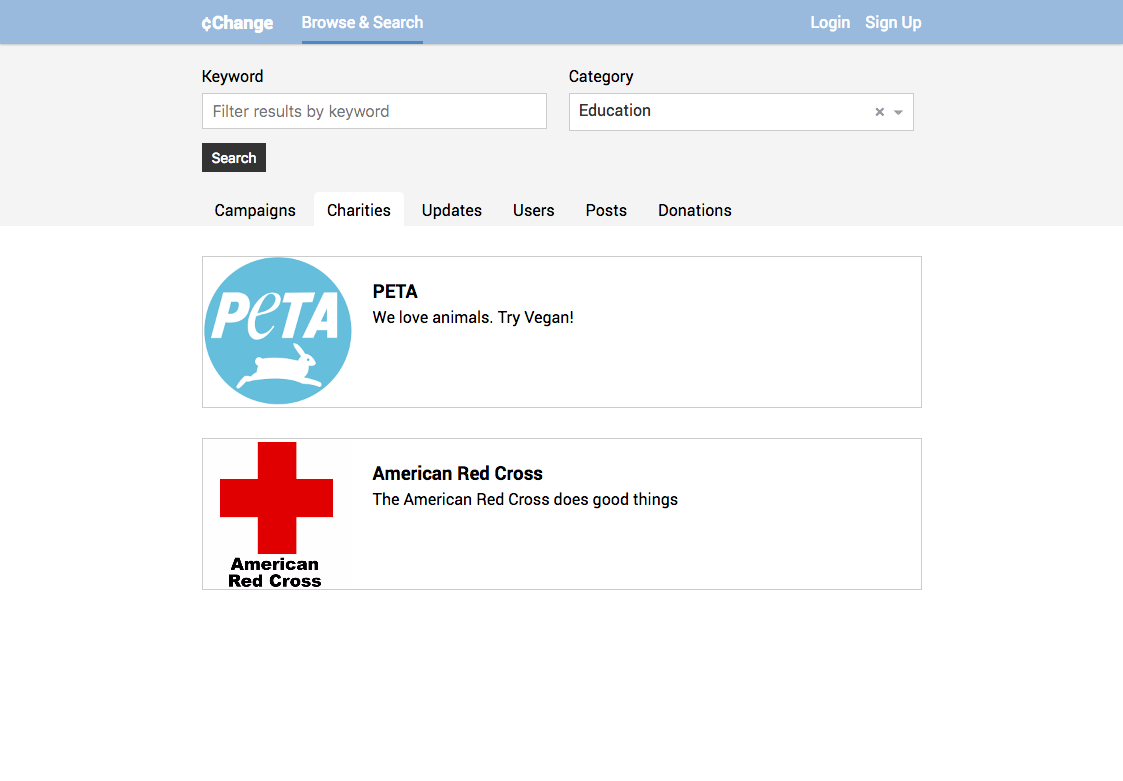 ¢Change Browse & Search Login Sign Up
Keyword Category
Filter results by keyword Education × 
Search
Campaigns Charities Updates Users Posts Donations
PeTA
PETA
We love animals. Try Vegan!
American Red Cross
The American Red Cross does good things
American
Red Cross